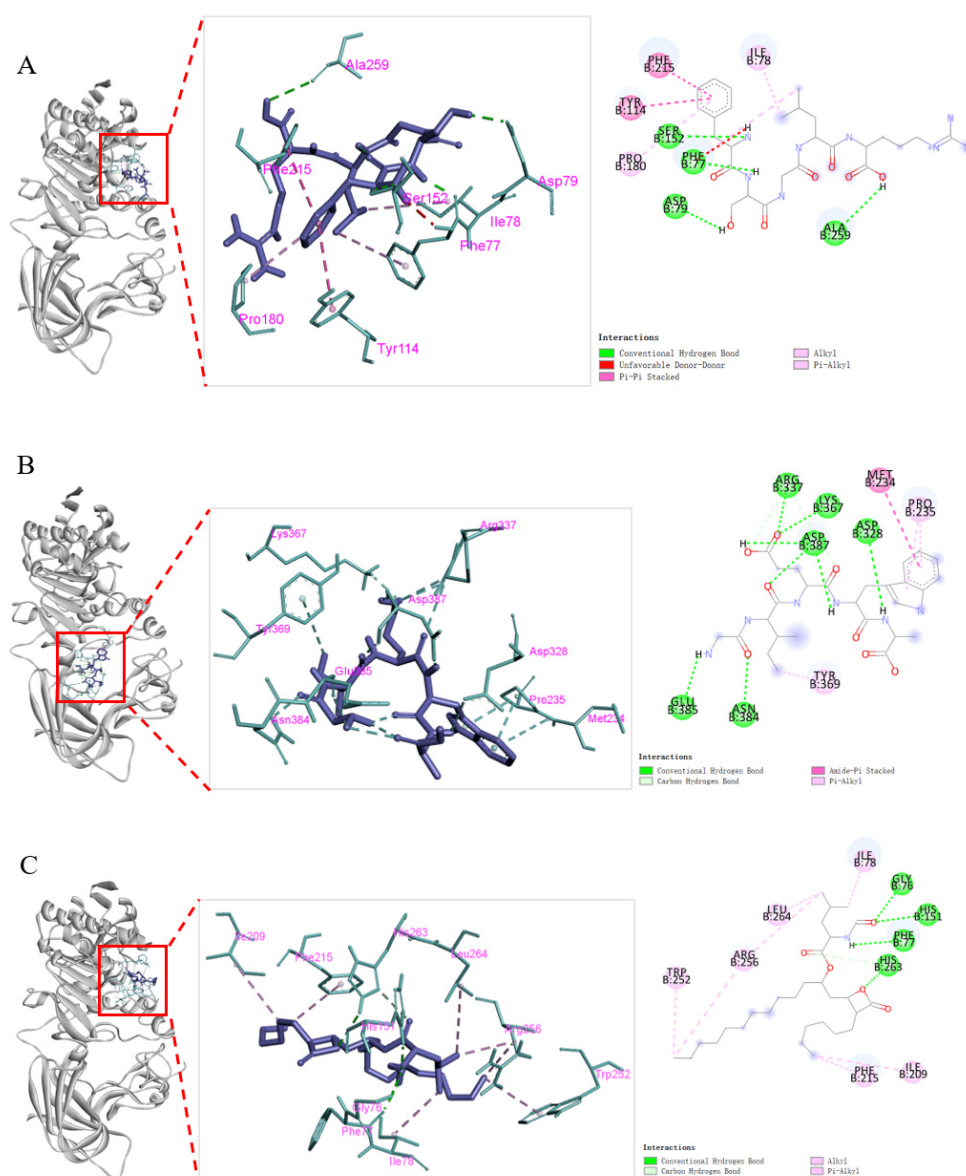 A
Ala259
Phe215
Asp79
Ser152
Ile78
Phe77
Pro180
Tyr114
PHE
B:215
ILE
B:78
TYR
B:114
SER
B:152
PRO
B:180
PHE
B:77
ASP
B:79
ALA
B:259
H
H
H
H
Interactions
Conventional Hydrogen Bond
Unfavorable Donor-Donor
Pi-Pi Stacked
Alkyl
Pi-Alkyl
B
Lys367
Arg337
Asp387
Tyr369
Glu385
Asp328
Pro235
Asn384
Met234
ARG
B:337
MET
B:234
LYS
B:367
PRO
B:235
ASP
B:387
ASP
B:328
TYR
B:369
GLU
B:385
ASN
B:384
H
H
H
H
Interactions
Conventional Hydrogen Bond
Carbon Hydrogen Bond
Amide-Pi Stacked
Pi-Alkyl
C
Phe215
Leu264
His151
Arg256
Trp252
Gly76
Ile78
ILE
B:78
GLY
B:76
LEU
B:264
HIS
B:151
PHE
B:77
ARG
B:256
HIS
B:263
TRP
B:252
PHE
B:215
ILE
B:209
H
Interactions
Conventional Hydrogen Bond
Carbon Hydrogen Bond
Alkyl
Pi-Alkyl